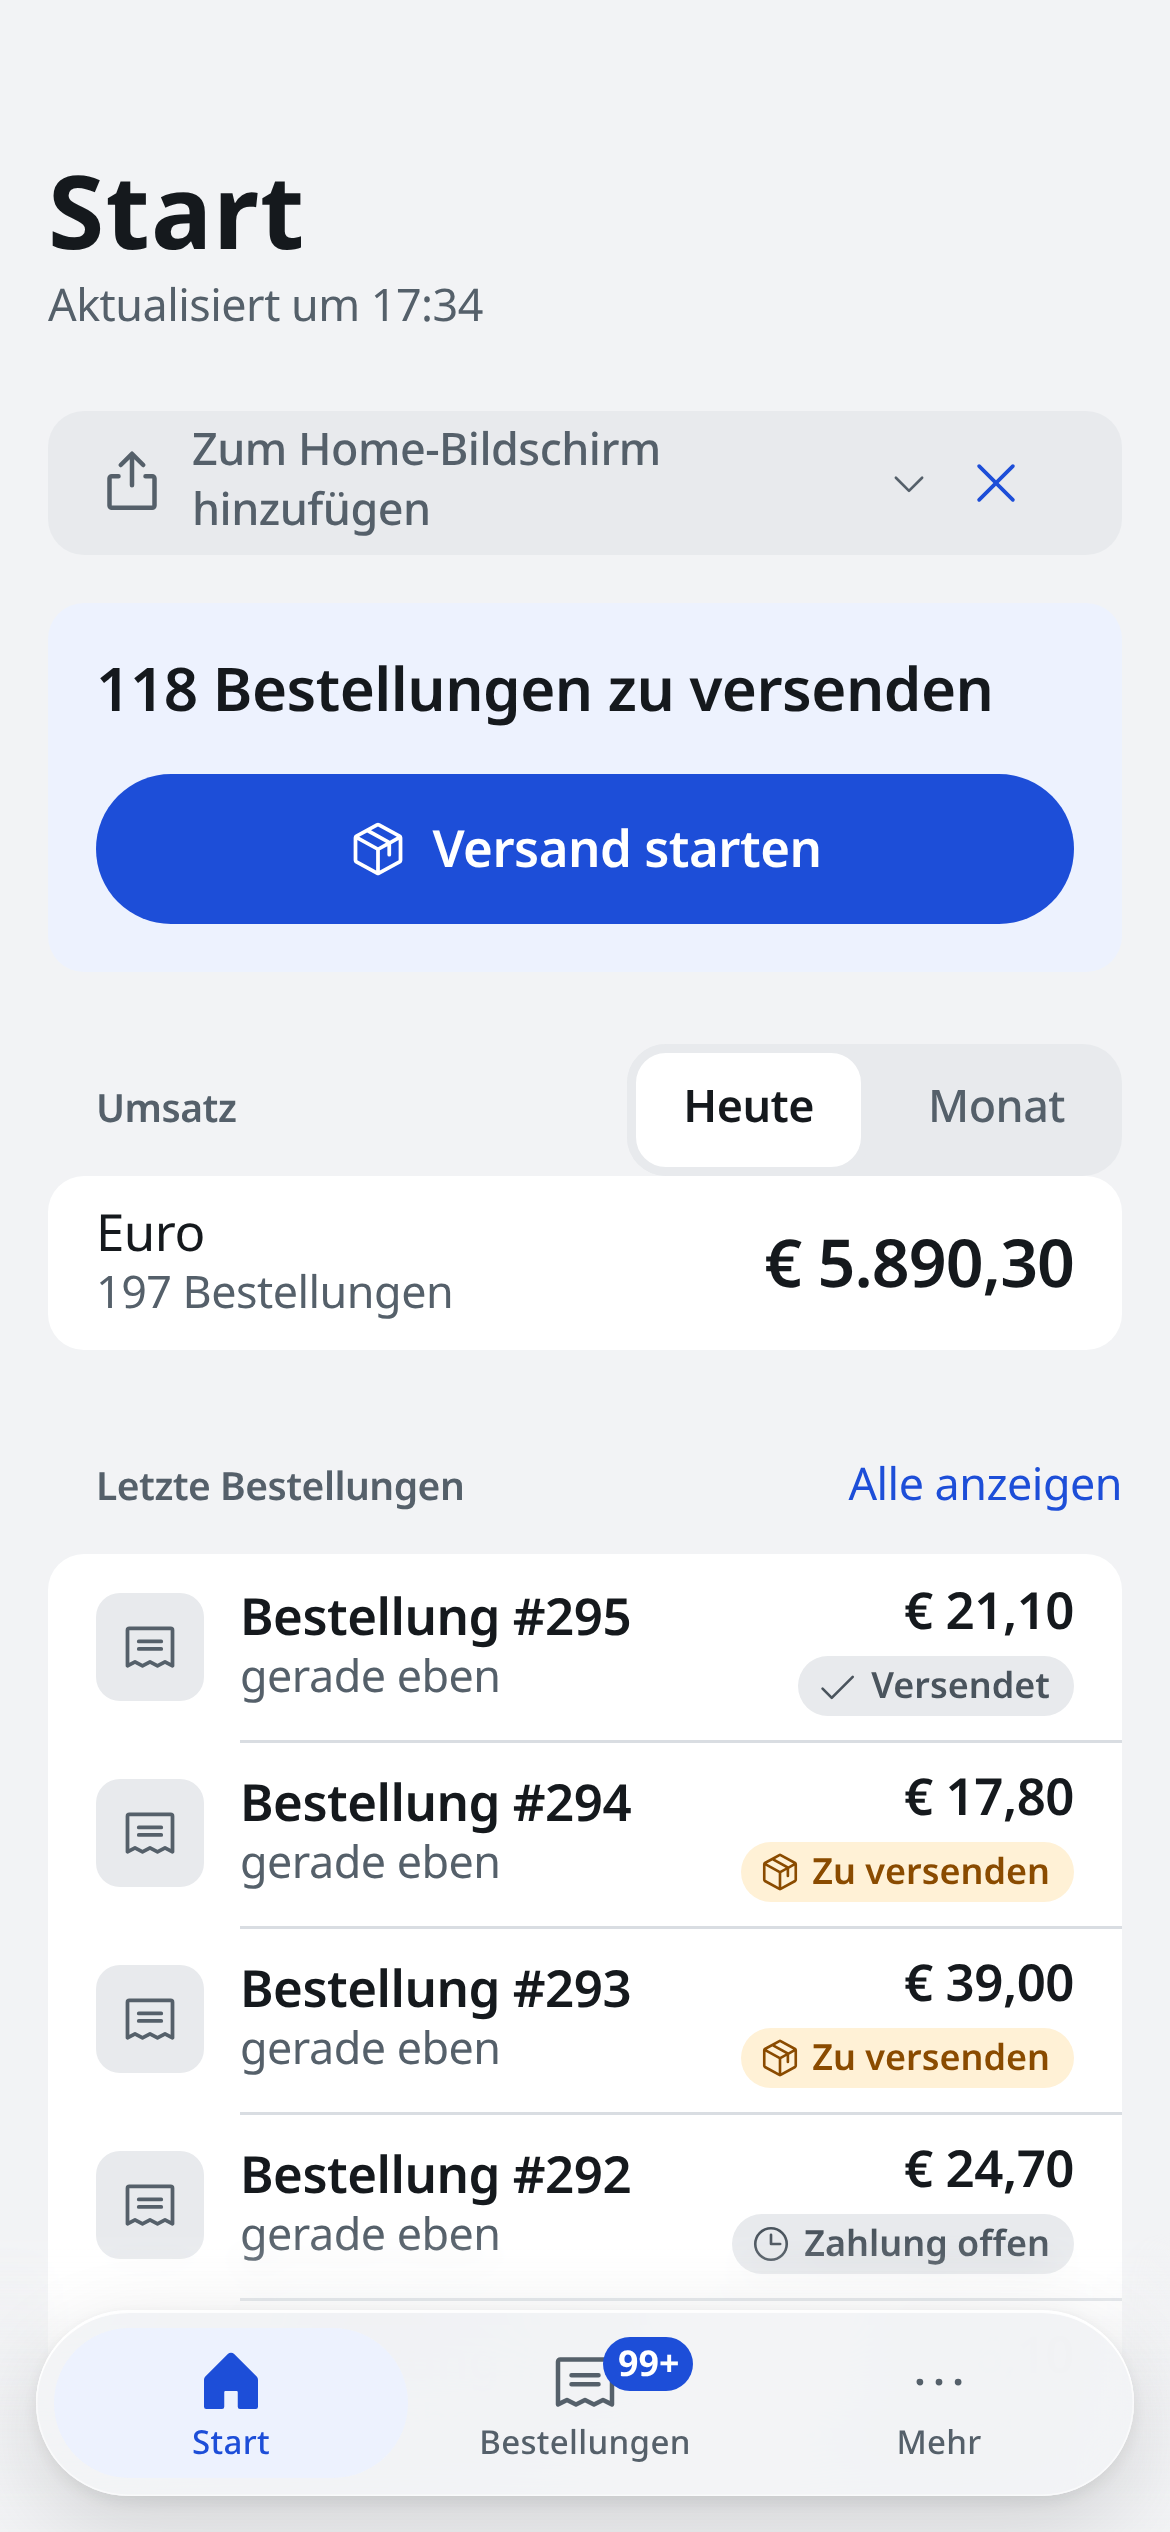 Start
Aktualisiert um 17:34
Zum Home-Bildschirm
hinzufügen
118 Bestellungen zu versenden
Versand starten
Umsatz
Heute
Monat
Euro
197 Bestellungen
€ 5.890,30
Letzte Bestellungen
Alle anzeigen
Bestellung #295
gerade eben
€ 21,10
Versendet
Bestellung #294
gerade eben
€ 17,80
Zu versenden
Bestellung #293
gerade eben
€ 39,00
Zu versenden
Bestellung #292
gerade eben
€ 24,70
Zahlung offen
Start
99+
Bestellungen
Mehr